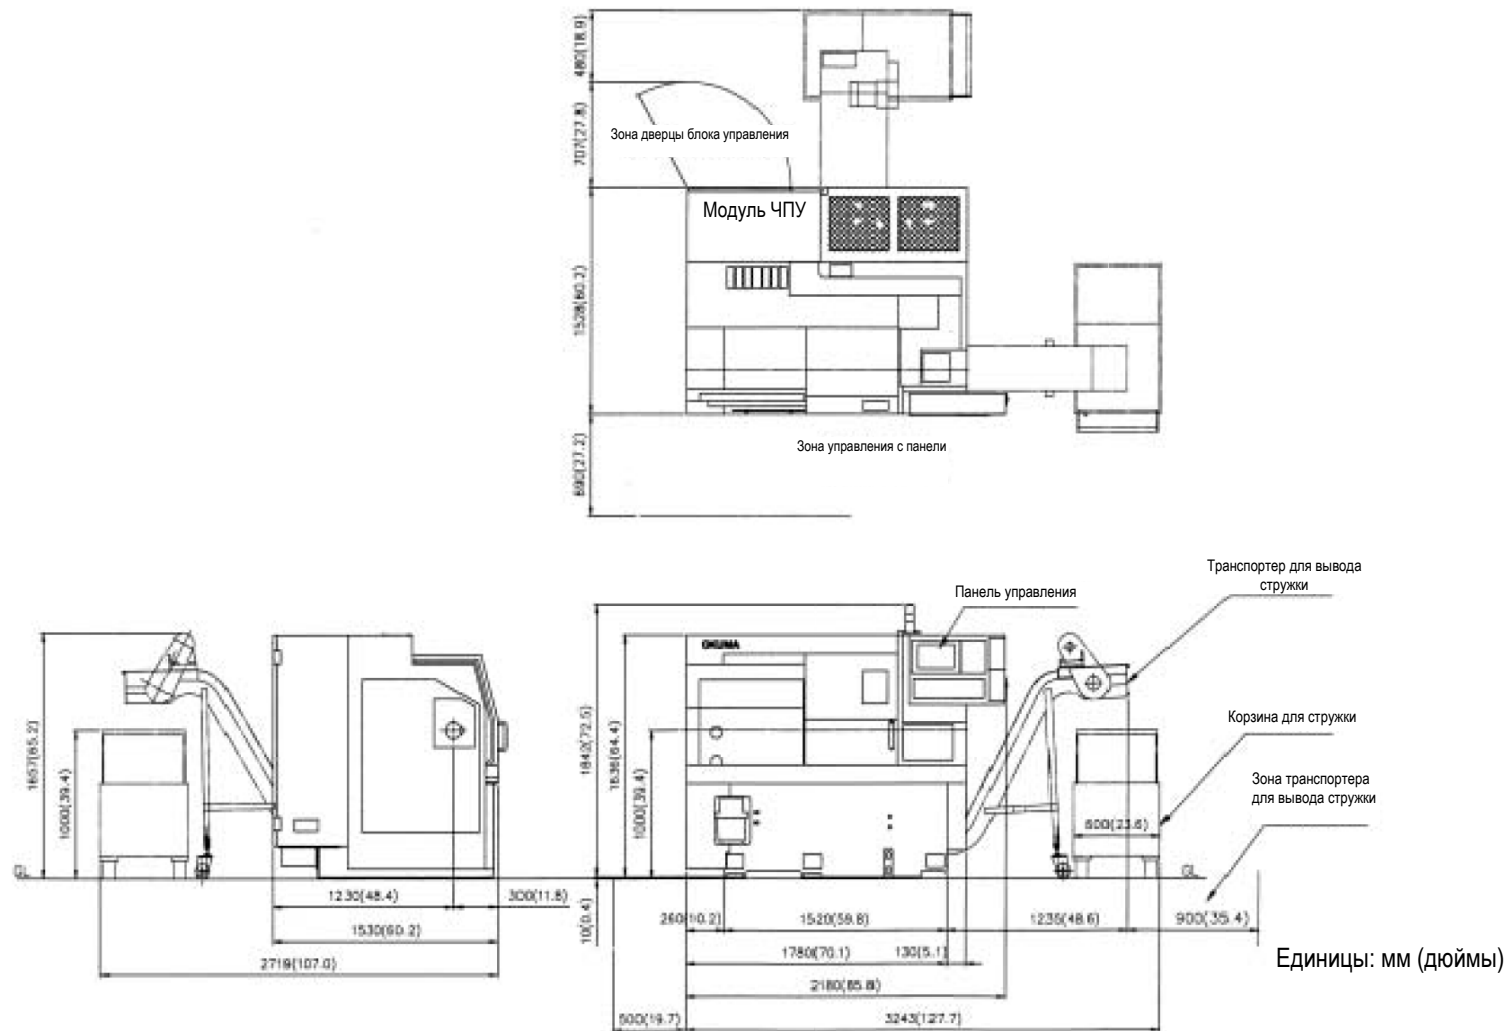 480(18.9)
Зона дверцы блока управления
707(27.8)
Модуль ЧПУ
1528(60.2)
Зона управления с панели
690(27.2)
Транспортер для вывода
стружки
Панель управления
OKUMA
Корзина для стружки
Зона транспортера
для вывода стружки
1657(65.2)
1000(39.4)
1842(72.5)
1636(64.4)
1000(39.4)
600(23.6)
GL
GL
1230(48.4)
300(11.8)
10(0.4)
260(10.2)
1520(59.8)
1235(48.6)
900(35.4)
1530(60.2)
1780(70.1)
130(5.1)
2719(107.0)
Единицы: мм (дюймы)
2180(85.8)
500(19.7)
3243(127.7)